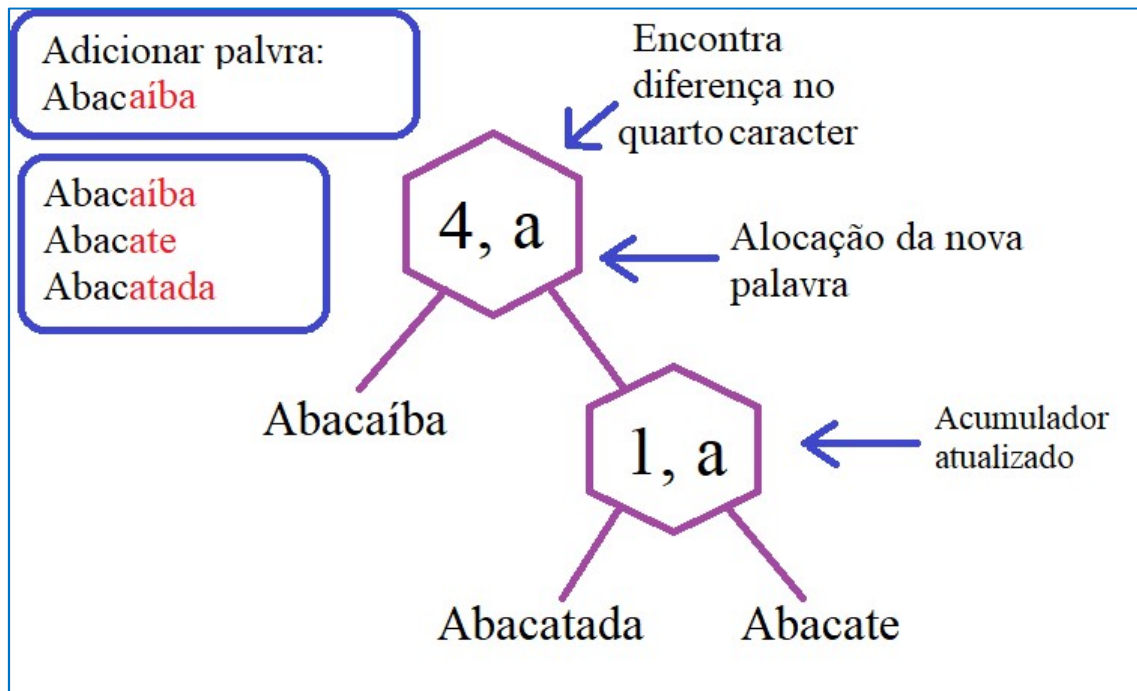 Adicionar palvra:
Abacaíba
Abacaíba
Abacate
Abacatada
Encontra
diferença no
quarto caracter
4, a
Alocação da nova
palavra
Abacaíba
1, a
Acumulador
atualizado
Abacatada
Abacate